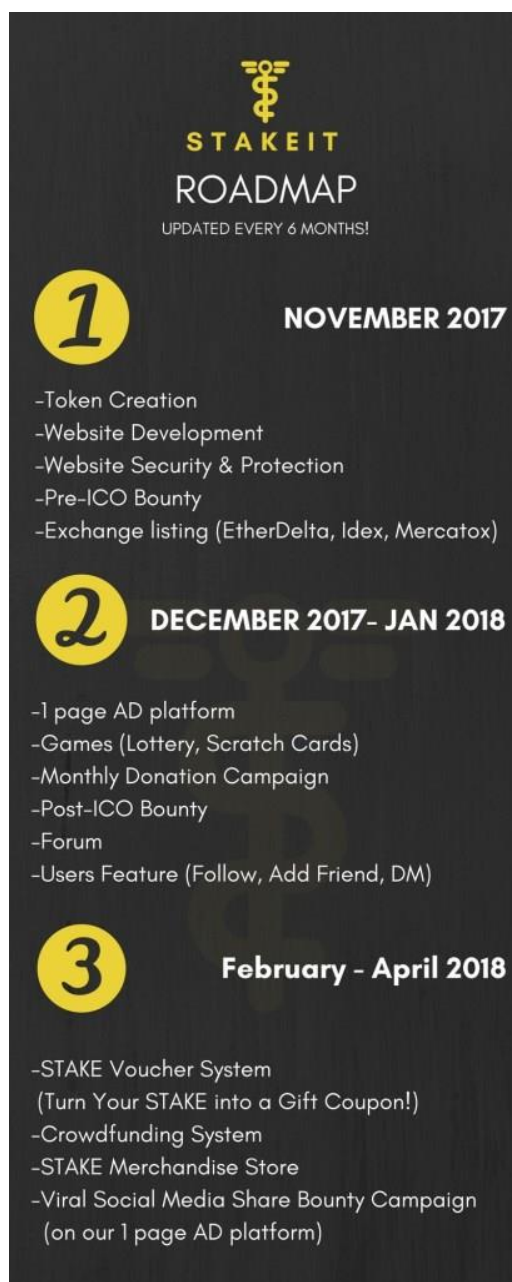 STAKEIT
ROADMAP
UPDATED EVERY 6 MONTHS!
1
NOVEMBER 2017
-Token Creation
-Website Development
-Website Security & Protection
-Pre-ICO Bounty
-Exchange listing (EtherDelta, Idex, Mercatox)
2
DECEMBER 2017- JAN 2018
-1 page AD platform
-Games (Lottery, Scratch Cards)
-Monthly Donation Campaign
-Post-ICO Bounty
-Forum
-Users Feature (Follow, Add Friend, DM)
3
February - April 2018
-STAKE Voucher System
(Turn Your STAKE into a Gift Coupon!)
-Crowdfunding System
-STAKE Merchandise Store
-Viral Social Media Share Bounty Campaign
(on our 1 page AD platform)